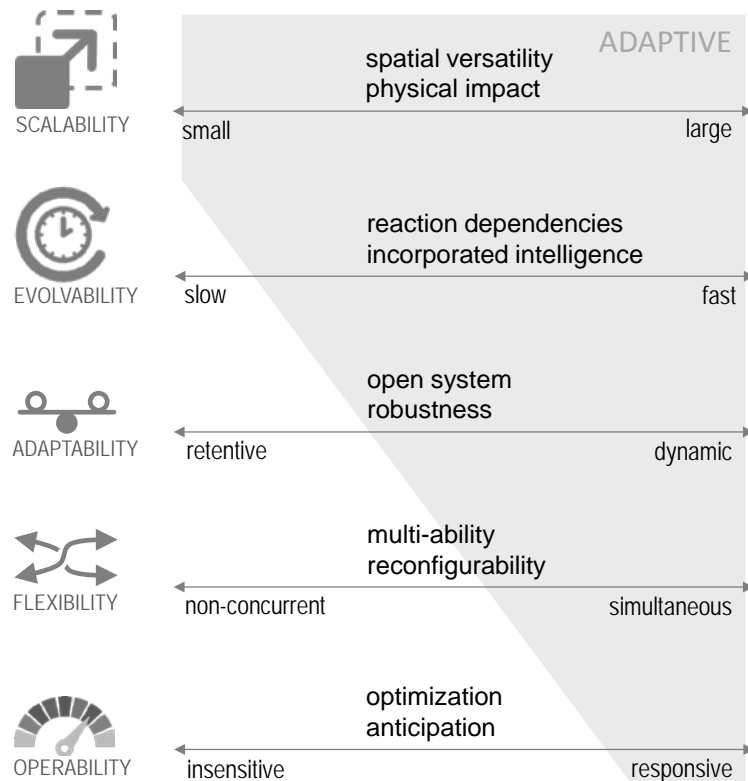 ADAPTIVE
spatial versatility
physical impact
SCALABILITY
small
large
reaction dependencies
incorporated intelligence
EVOLVABILITY
slow
fast
open system
robustness
ADAPTABILITY
retentive
dynamic
multi-ability
reconfigurability
FLEXIBILITY
non-concurrent
simultaneous
optimization
anticipation
OPERABILITY
insensitive
responsive